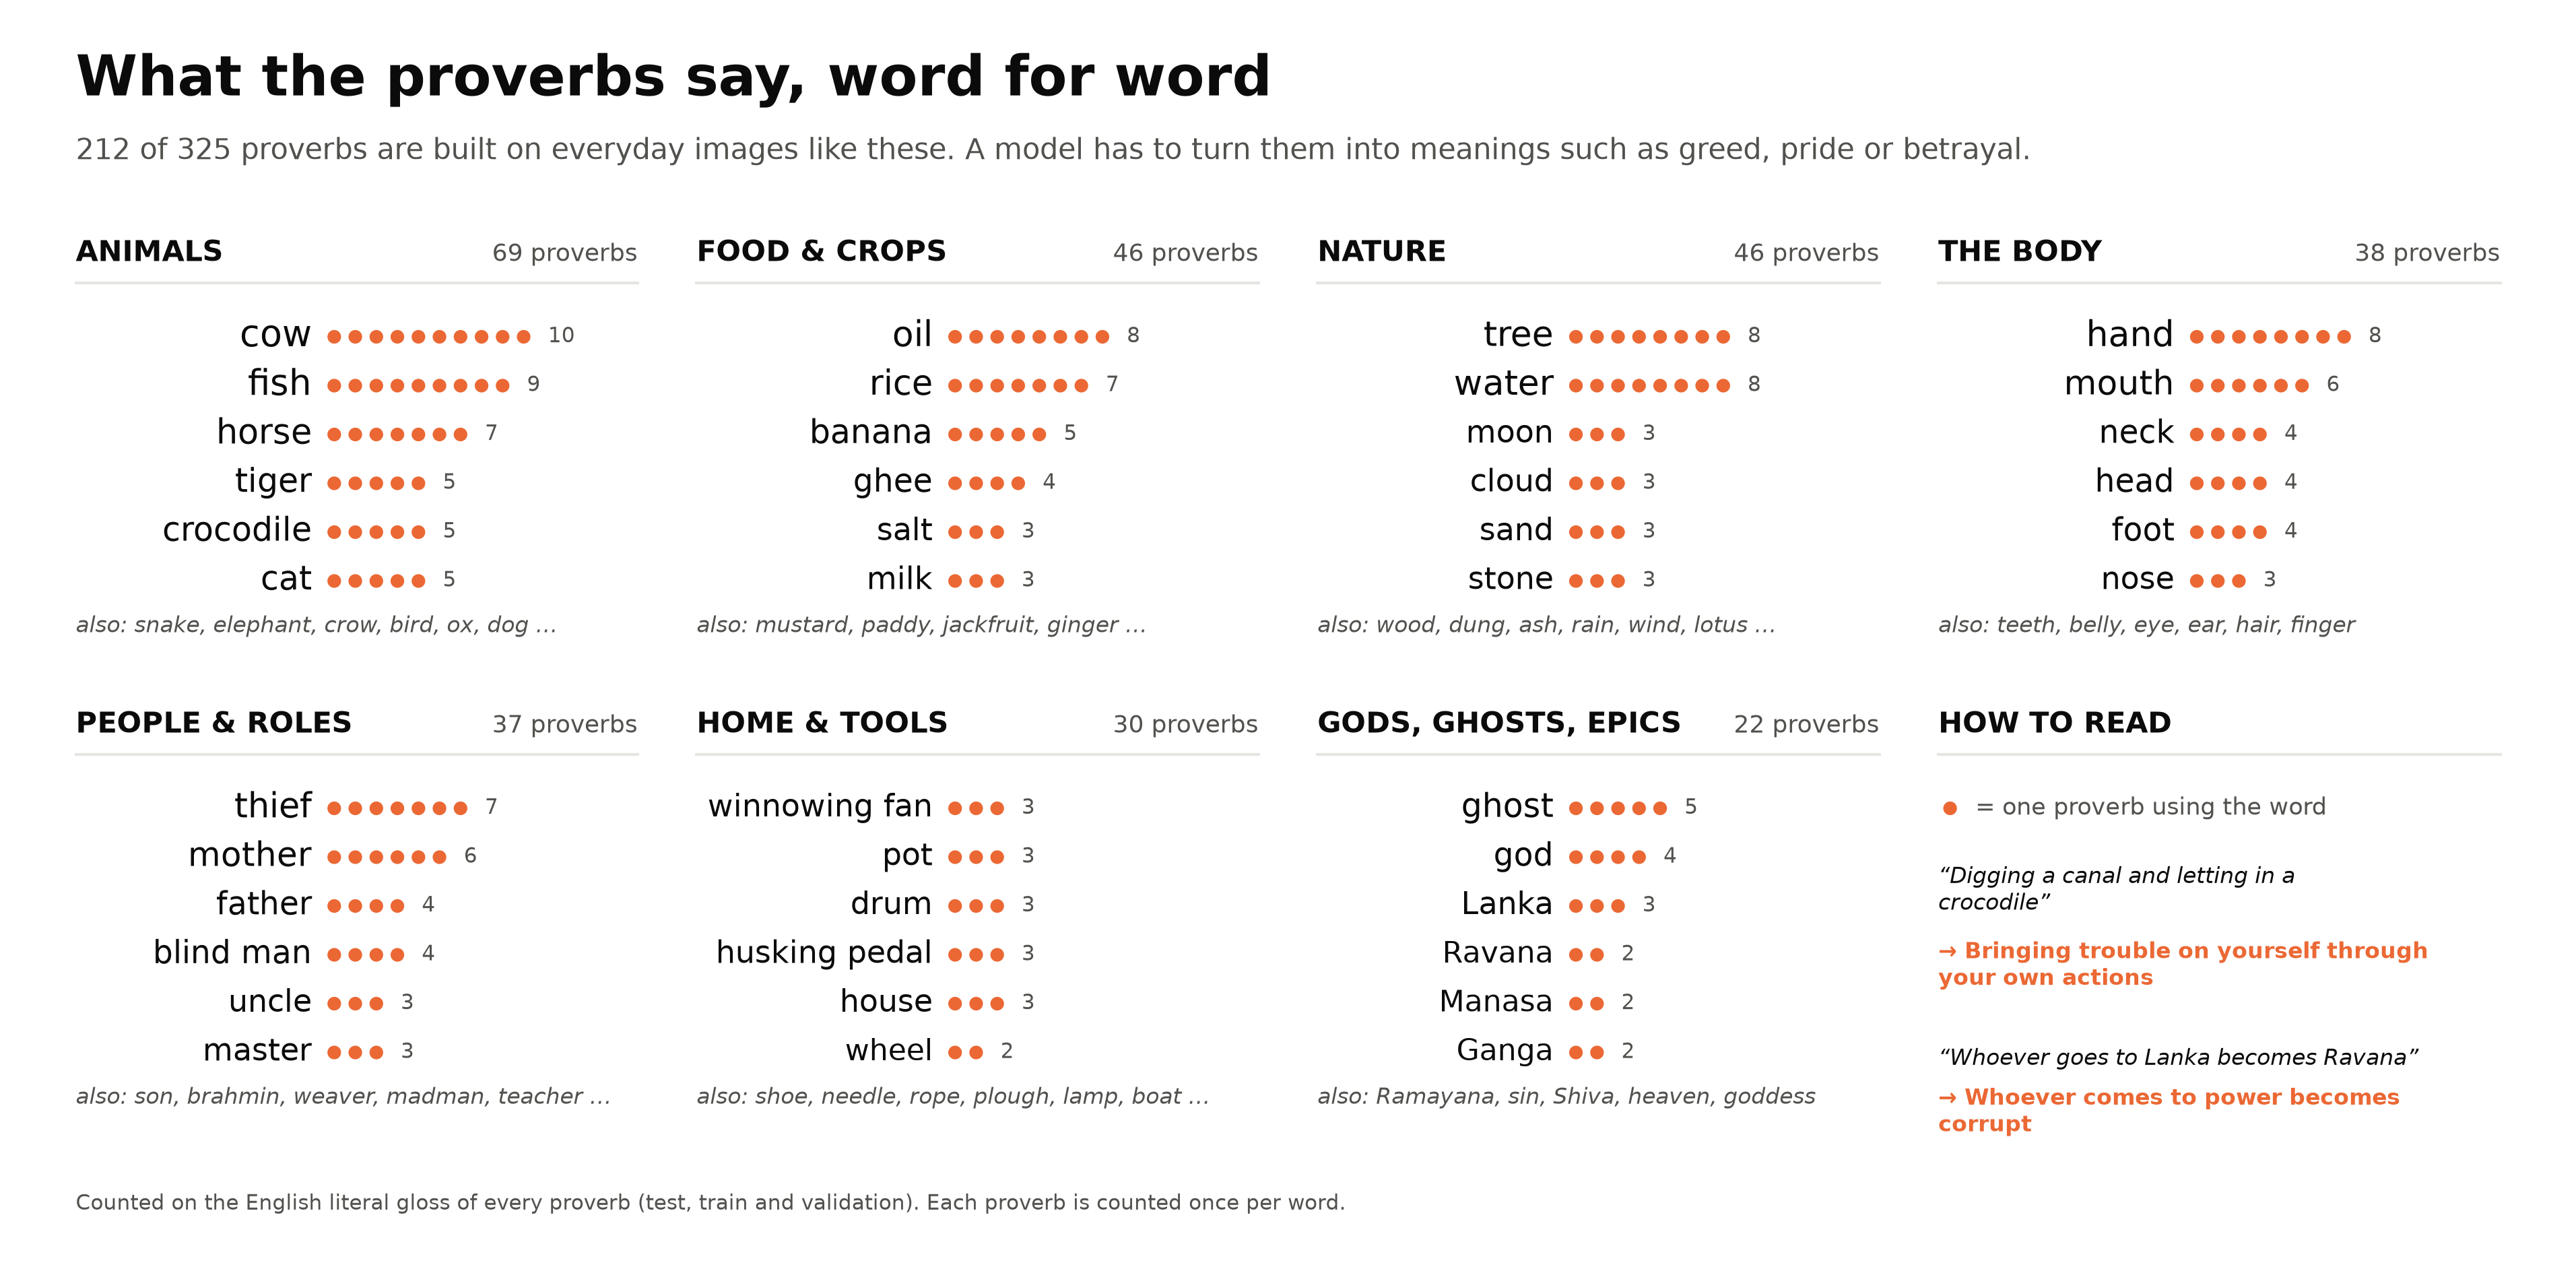 What the proverbs say, word for word
212 of 325 proverbs are built on everyday images like these. A model has to turn them into meanings such as greed, pride or betrayal.
ANIMALS 69 proverbs
cow 10
fish 9
horse 7
tiger 5
crocodile 5
cat 5
also: snake, elephant, crow, bird, ox, dog ...
FOOD & CROPS 46 proverbs
oil 8
rice 7
banana 5
ghee 4
salt 3
milk 3
also: mustard, paddy, jackfruit, ginger ...
NATURE 46 proverbs
tree 8
water 8
moon 3
cloud 3
sand 3
stone 3
also: wood, dung, ash, rain, wind, lotus ...
THE BODY 38 proverbs
hand 8
mouth 6
neck 4
head 4
foot 4
nose 3
also: teeth, belly, eye, ear, hair, finger
PEOPLE & ROLES 37 proverbs
thief 7
mother 6
father 4
blind man 4
uncle 3
master 3
also: son, brahmin, weaver, madman, teacher ...
HOME & TOOLS 30 proverbs
winnowing fan 3
pot 3
drum 3
husking pedal 3
house 3
wheel 2
also: shoe, needle, rope, plough, lamp, boat ...
GODS, GHOSTS, EPICS 22 proverbs
ghost 5
god 4
Lanka 3
Ravana 2
Manasa 2
Ganga 2
also: Ramayana, sin, Shiva, heaven, goddess
HOW TO READ
= one proverb using the word
“Digging a canal and letting in a
crocodile”
→ Bringing trouble on yourself through
your own actions
“Whoever goes to Lanka becomes Ravana”
→ Whoever comes to power becomes
corrupt
Counted on the English literal gloss of every proverb (test, train and validation). Each proverb is counted once per word.